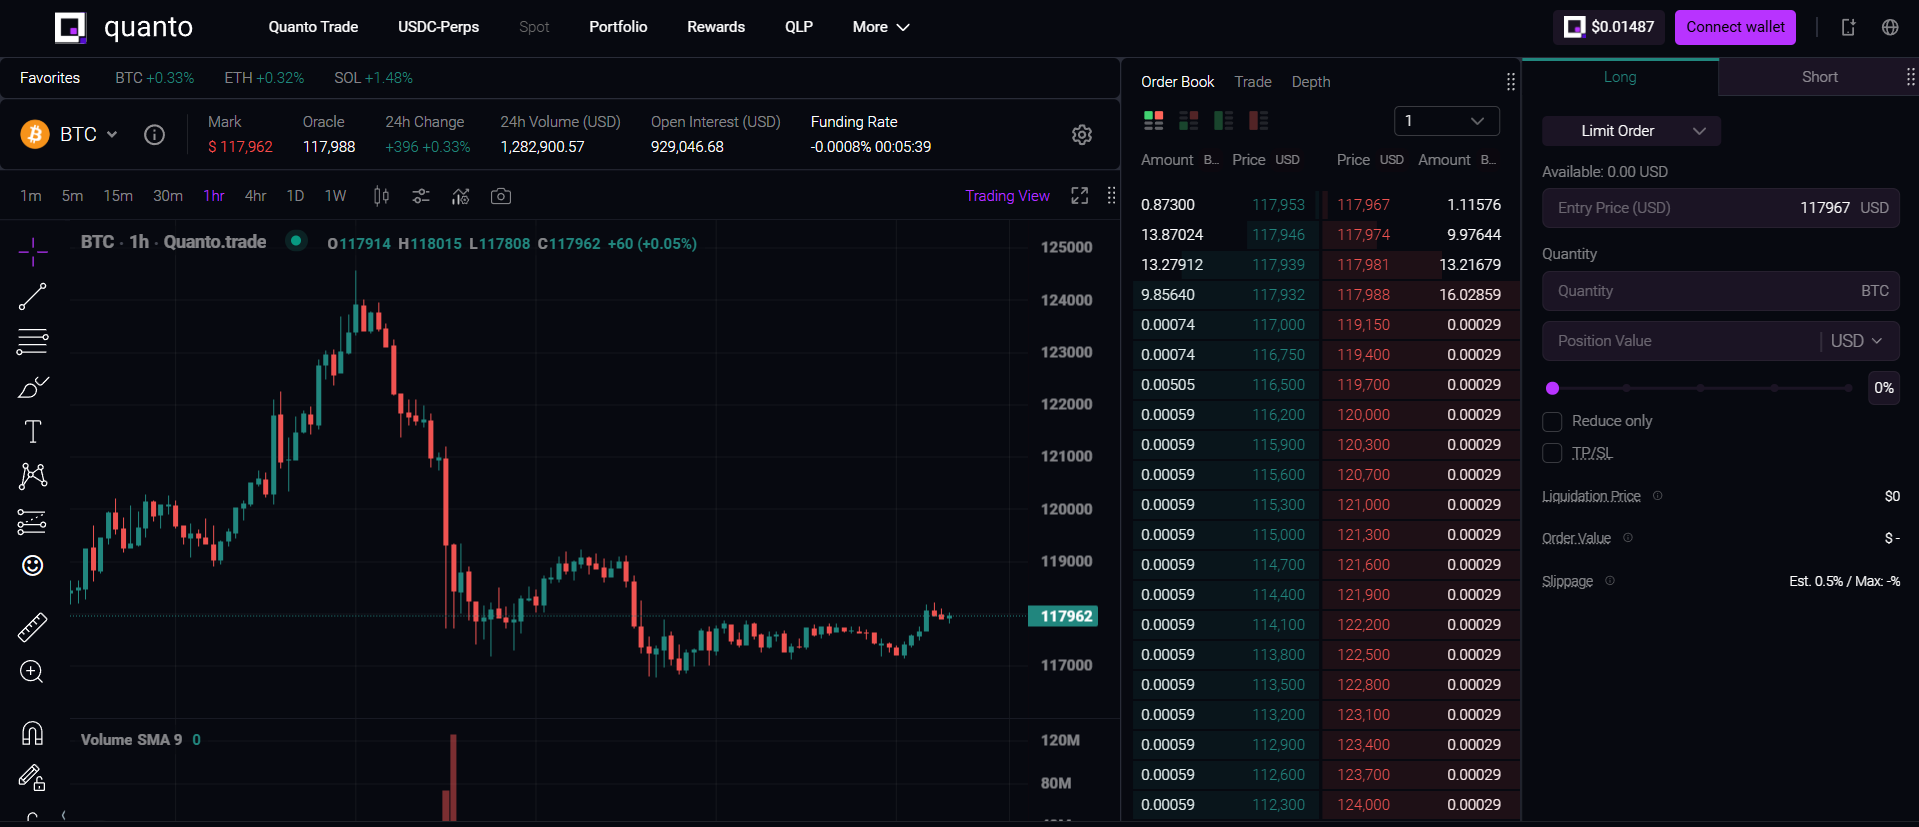 quanto
Quanto Trade USDC-Perps Spot Portfolio Rewards QLP More
$0.01487 Connect wallet
Favorites BTC +0.33% ETH +0.32% SOL +1.48%
BTC
Mark Oracle 24h Change 24h Volume (USD) Open Interest (USD) Funding Rate
$ 117,962 117,988 +396 +0.33% 1,282,900.57 929,046.68 -0.0008% 00:05:39
1m 5m 15m 30m 1hr 4hr 1D 1W Trading View
BTC · 1h · Quanto.trade O117914 H118015 L117808 C117962 +60 (+0.05%)
125000
124000
123000
122000
121000
120000
119000
117962
117000
Volume SMA 9 0
120M
80M
Order Book Trade Depth
1
Amount B... Price USD Price USD Amount B...
0.87300 117,953 117,967 1.11576
13.87024 117,946 117,974 9.97644
13.27912 117,939 117,981 13.21679
9.85640 117,932 117,988 16.02859
0.00074 117,000 119,150 0.00029
0.00074 116,750 119,400 0.00029
0.00505 116,500 119,700 0.00029
0.00059 116,200 120,000 0.00029
0.00059 115,900 120,300 0.00029
0.00059 115,600 120,700 0.00029
0.00059 115,300 121,000 0.00029
0.00059 115,000 121,300 0.00029
0.00059 114,700 121,600 0.00029
0.00059 114,400 121,900 0.00029
0.00059 114,100 122,200 0.00029
0.00059 113,800 122,500 0.00029
0.00059 113,500 122,800 0.00029
0.00059 113,200 123,100 0.00029
0.00059 112,900 123,400 0.00029
0.00059 112,600 123,700 0.00029
0.00059 112,300 124,000 0.00029
Long Short
Limit Order
Available: 0.00 USD
Entry Price (USD) 117967 USD
Quantity
Quantity BTC
Position Value USD
0%
Reduce only
TP/SL
Liquidation Price $0
Order Value $ -
Slippage Est. 0.5% / Max: -%